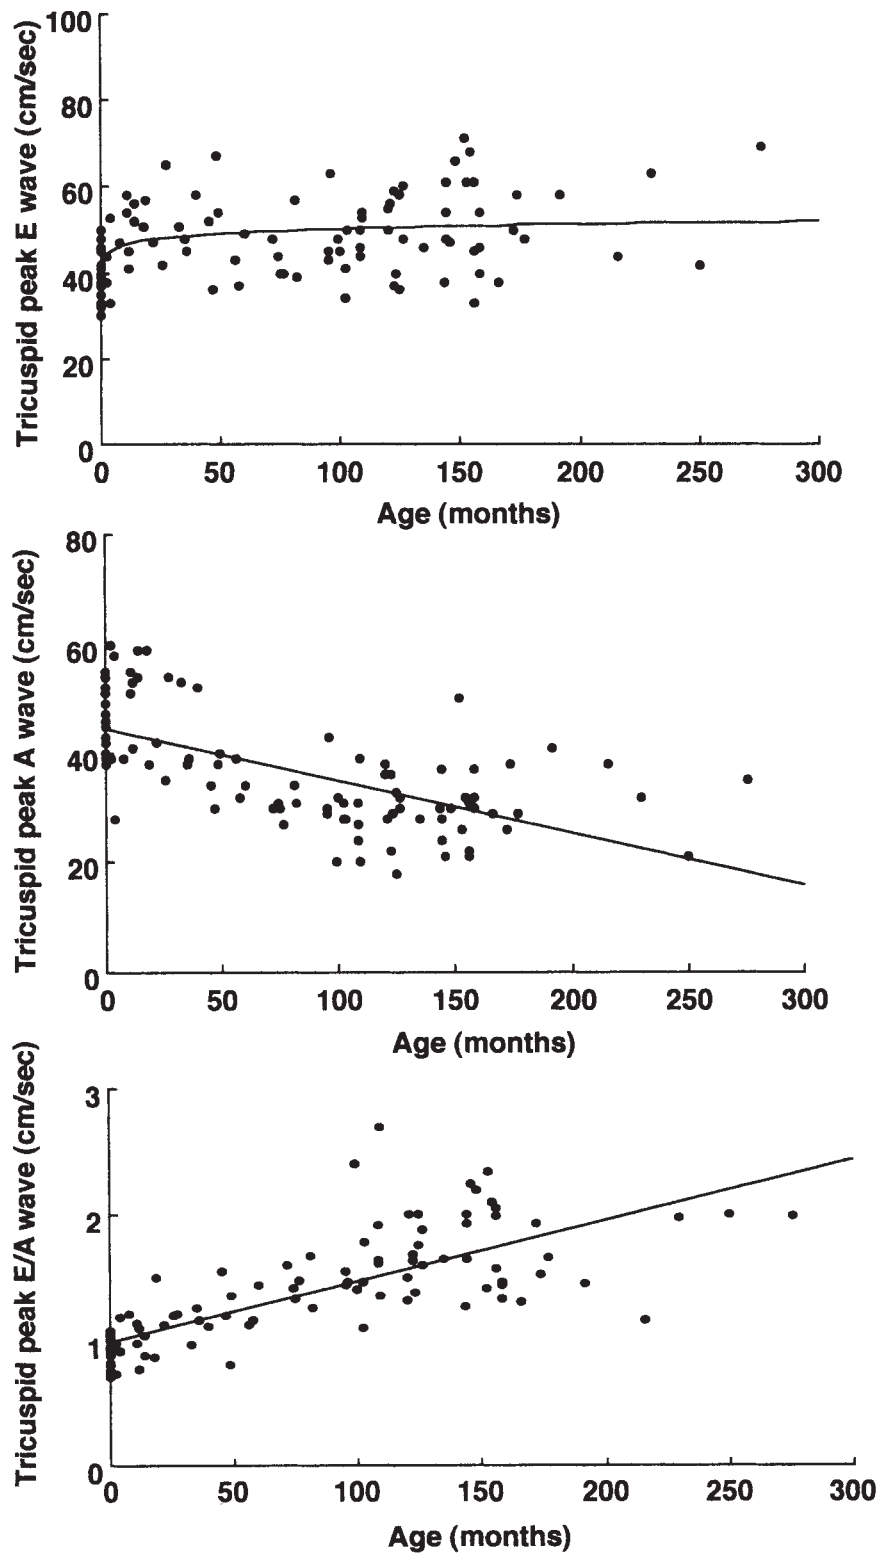 Tricuspid peak E wave (cm/sec)
100
80
60
40
20
0
0 50 100 150 200 250 300
Age (months)
Tricuspid peak A wave (cm/sec)
80
60
40
20
0
0 50 100 150 200 250 300
Age (months)
Tricuspid peak E/A wave (cm/sec)
3
2
1
0
0 50 100 150 200 250 300
Age (months)